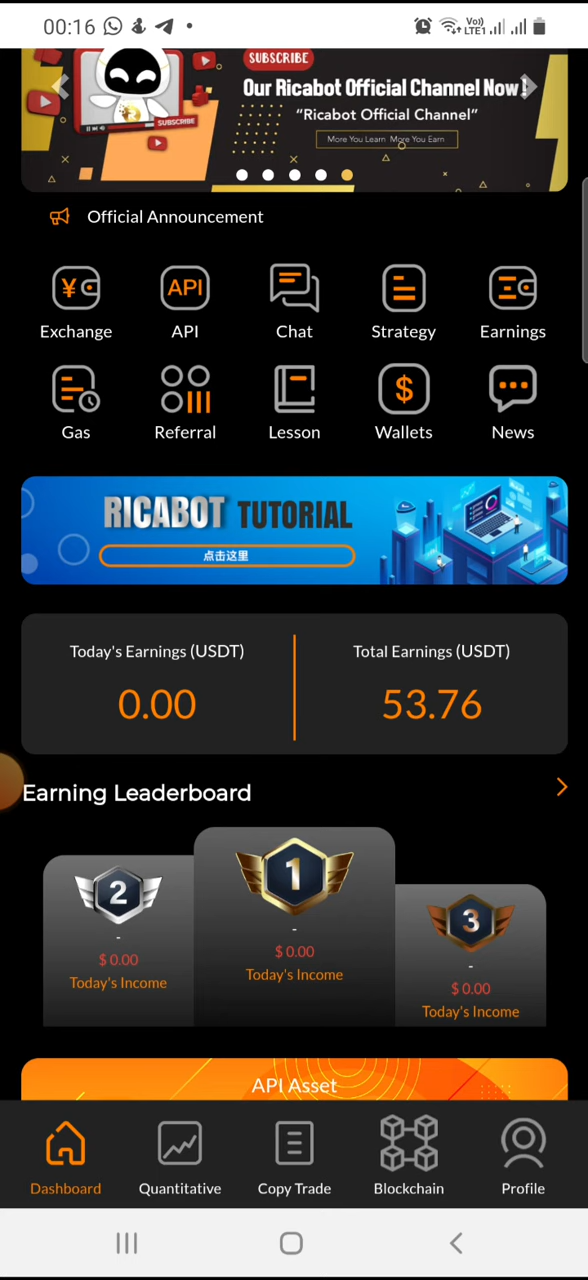 00:16
Vo))
LTE1
SUBSCRIBE
Our Ricabot Official Channel Now!
"Ricabot Official Channel"
SUBSCRIBE
More You Learn More You Earn
Official Announcement
¥
API
Exchange
API
Chat
Strategy
Earnings
$
Gas
Referral
Lesson
Wallets
News
RICABOT TUTORIAL
点击这里
Today's Earnings (USDT)
Total Earnings (USDT)
0.00
53.76
Earning Leaderboard
1
2
3
-
$ 0.00
Today's Income
-
$ 0.00
Today's Income
-
$ 0.00
Today's Income
API Asset
Dashboard
Quantitative
Copy Trade
Blockchain
Profile